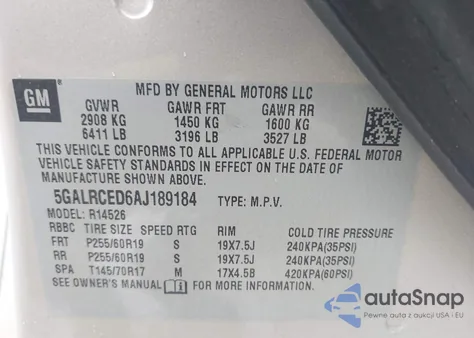 GM
MFD BY GENERAL MOTORS LLC
GVWR GAWR FRT GAWR RR
2908 KG 1450 KG 1600 KG
6411 LB 3196 LB 3527 LB
THIS VEHICLE CONFORMS TO ALL APPLICABLE U.S. FEDERAL MOTOR
VEHICLE SAFETY STANDARDS IN EFFECT ON THE DATE OF
MANUFACTURE SHOWN ABOVE.
5GALRCED6AJ189184 TYPE: M.P.V.
MODEL: R14526
RBBC TIRE SIZE SPEED RTG RIM COLD TIRE PRESSURE
FRT P255/60R19 S 19X7.5J 240KPA(35PSI)
RR P255/60R19 S 19X7.5J 240KPA(35PSI)
SPA T145/70R17 M 17X4.5B 420KPA(60PSI)
SEE OWNER'S MANUAL FOR MORE INFORMATION.
autoSnap
Pewne auta z aukcji USA i EU